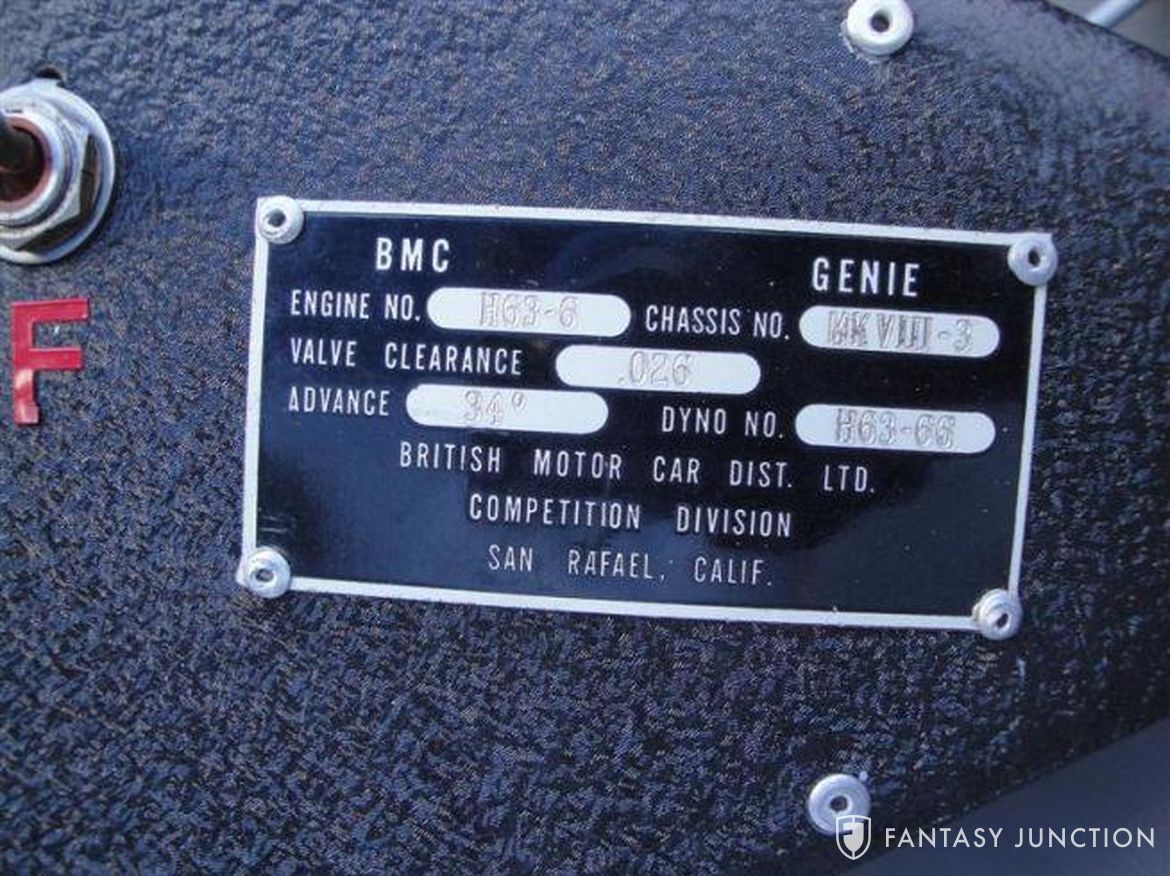 BMC GENIE
ENGINE NO. H63-6 CHASSIS NO. MK VIII-3
VALVE CLEARANCE .026
ADVANCE 34° DYNO NO. H63-66
BRITISH MOTOR CAR DIST. LTD.
COMPETITION DIVISION
SAN RAFAEL, CALIF.
F
FANTASY JUNCTION